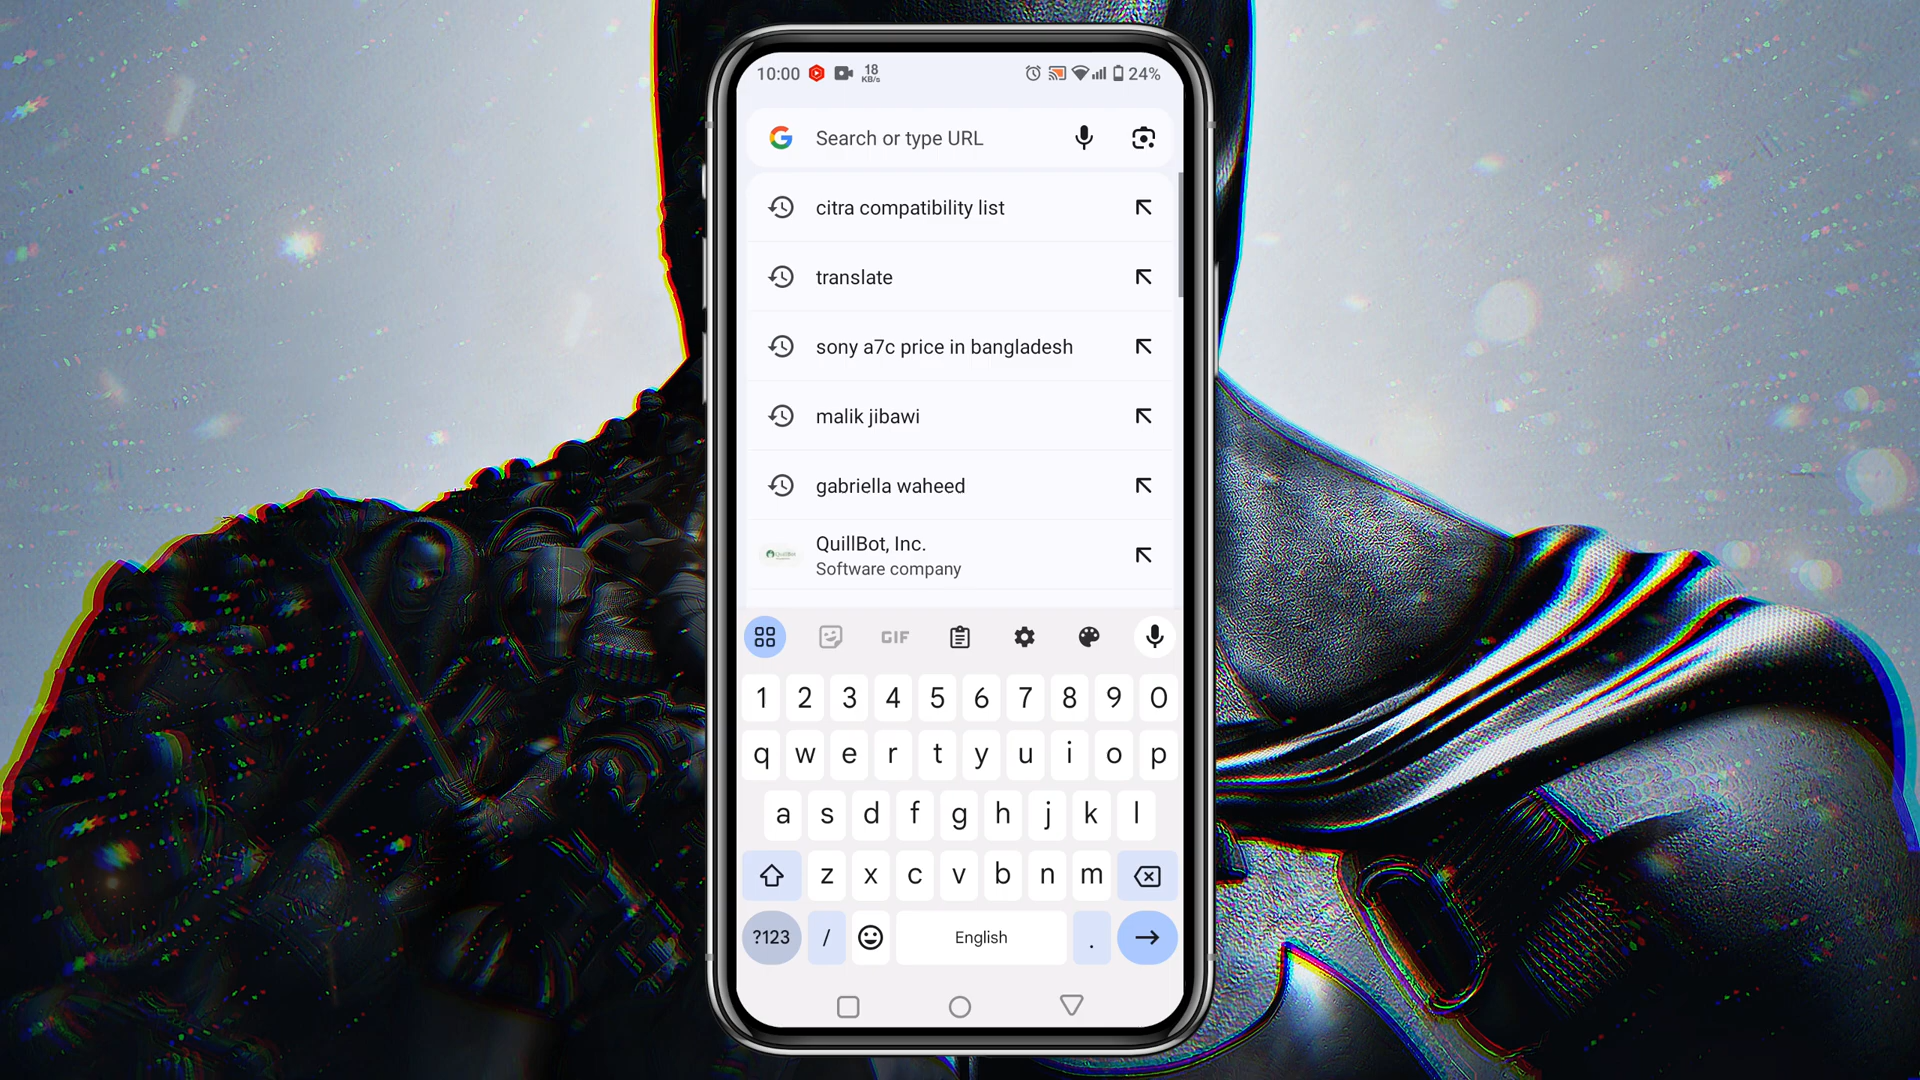 10:00 18 KB/s 24%
Search or type URL
citra compatibility list
translate
sony a7c price in bangladesh
malik jibawi
gabriella waheed
QuillBot
QuillBot, Inc.
Software company
GIF
1 2 3 4 5 6 7 8 9 0
q w e r t y u i o p
a s d f g h j k l
z x c v b n m
?123 / English .